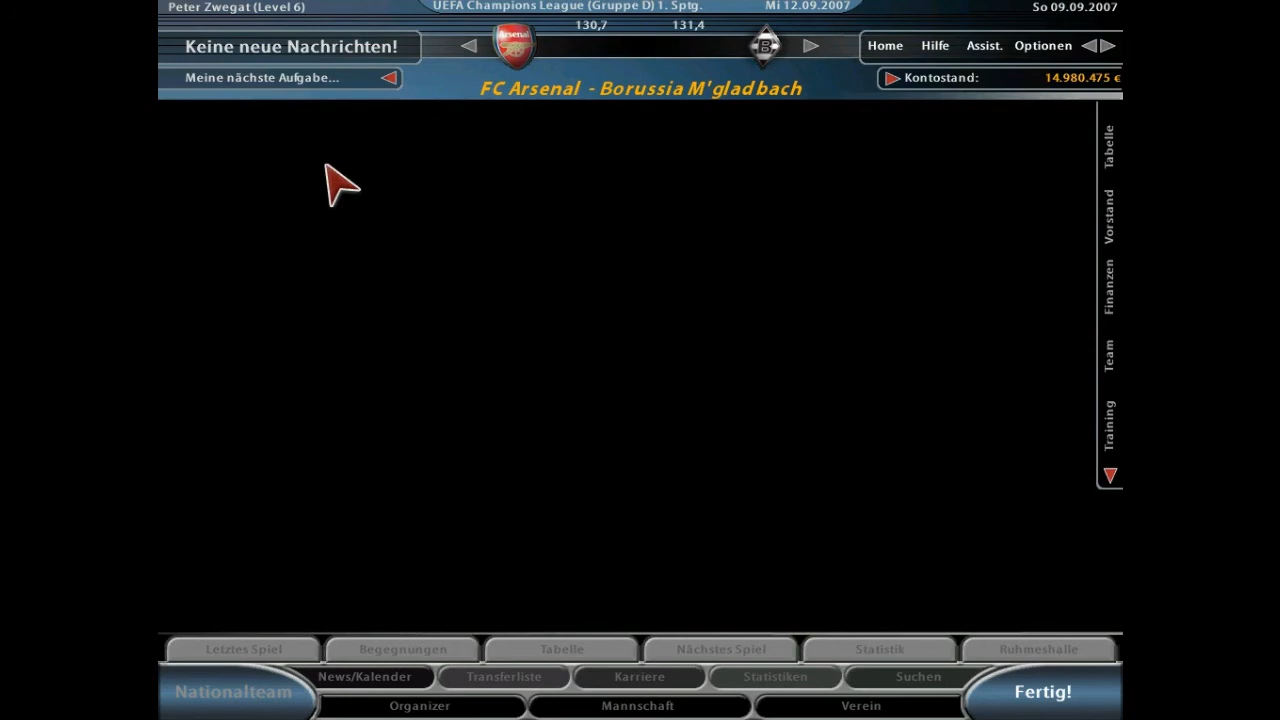 Peter Zwegat (Level 6)
UEFA Champions League (Gruppe D) 1. Sptg.
Mi 12.09.2007
So 09.09.2007
130,7
131,4
Keine neue Nachrichten!
Arsenal
B
Home
Hilfe
Assist.
Optionen
Meine nächste Aufgabe...
FC Arsenal - Borussia M'gladbach
Kontostand:
14.980.475 €
Tabelle
Vorstand
Finanzen
Team
Training
Letztes Spiel
Begegnungen
Tabelle
Nächstes Spiel
Statistik
Ruhmeshalle
Nationalteam
News/Kalender
Transferliste
Karriere
Statistiken
Suchen
Fertig!
Organizer
Mannschaft
Verein